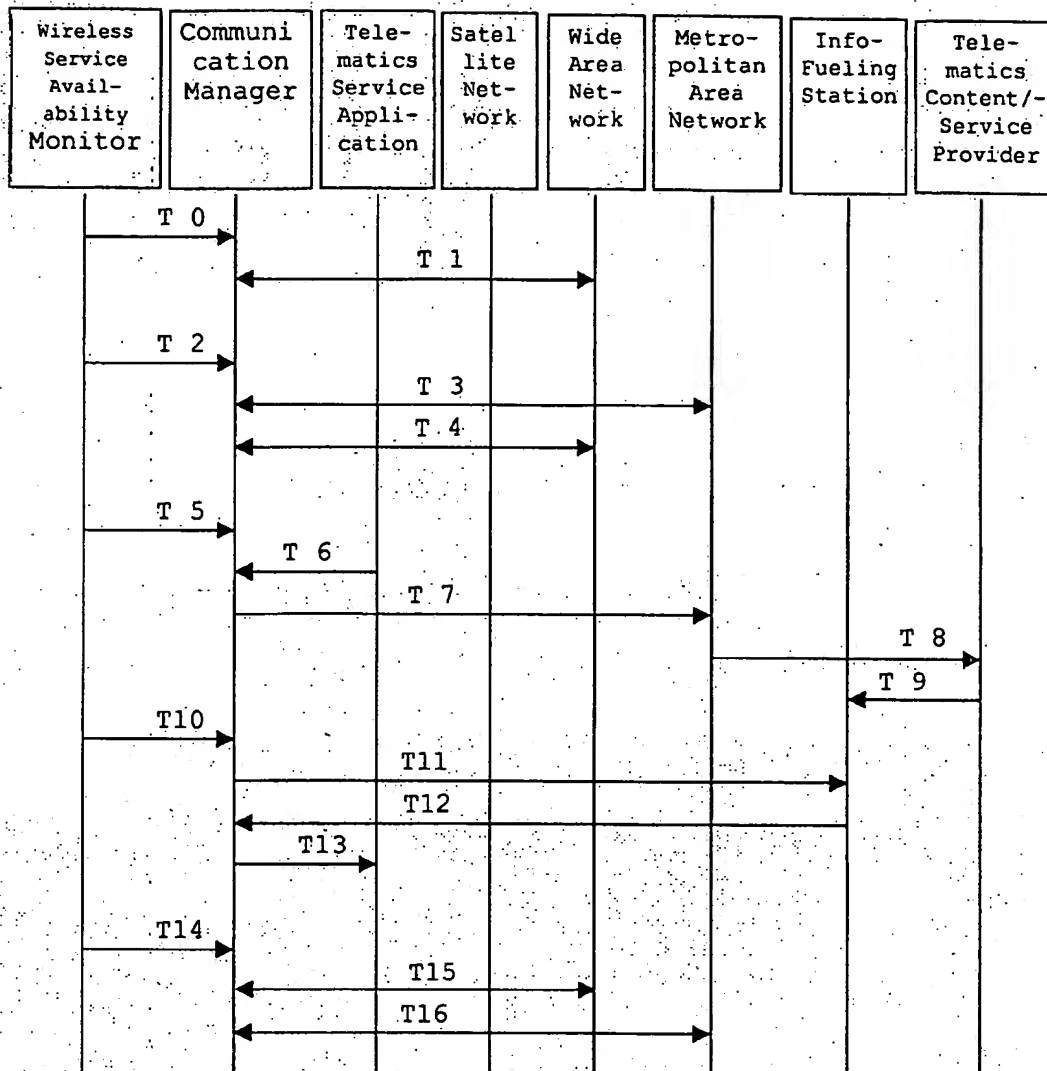 Wireless
Service
Avail-
ability
Monitor
Communi
cation
Manager
Tele-
matics
Service
Appli-
cation
Satel
lite
Net-
work
Wide
Area
Net-
work
Metro-
politan
Area
Network
Info-
Fueling
Station
Tele-
matics
Content/-
Service
Provider
T 0
T 1
T 2
T 3
T 4
T 5
T 6
T 7
T 8
T 9
T10
T11
T12
T13
T14
T15
T16